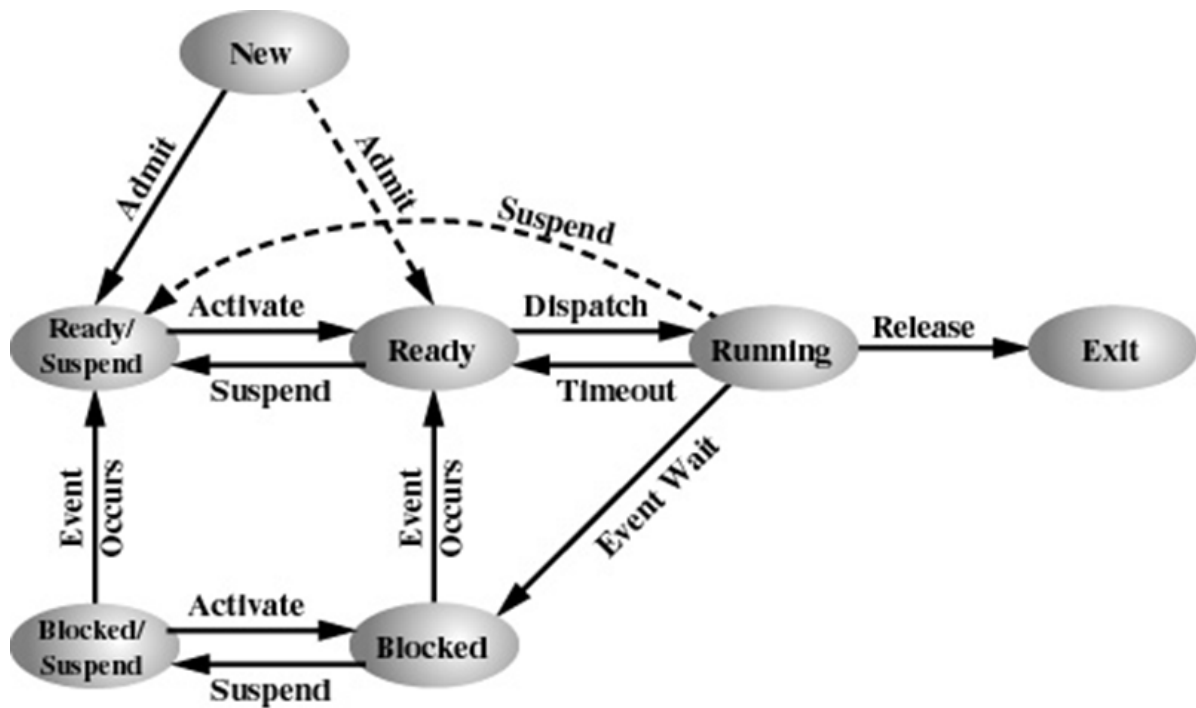 New
Admit
Admit
Suspend
Ready/
Suspend
Activate
Suspend
Ready
Dispatch
Timeout
Running
Release
Exit
Event
Occurs
Event
Occurs
Event Wait
Blocked/
Suspend
Activate
Suspend
Blocked